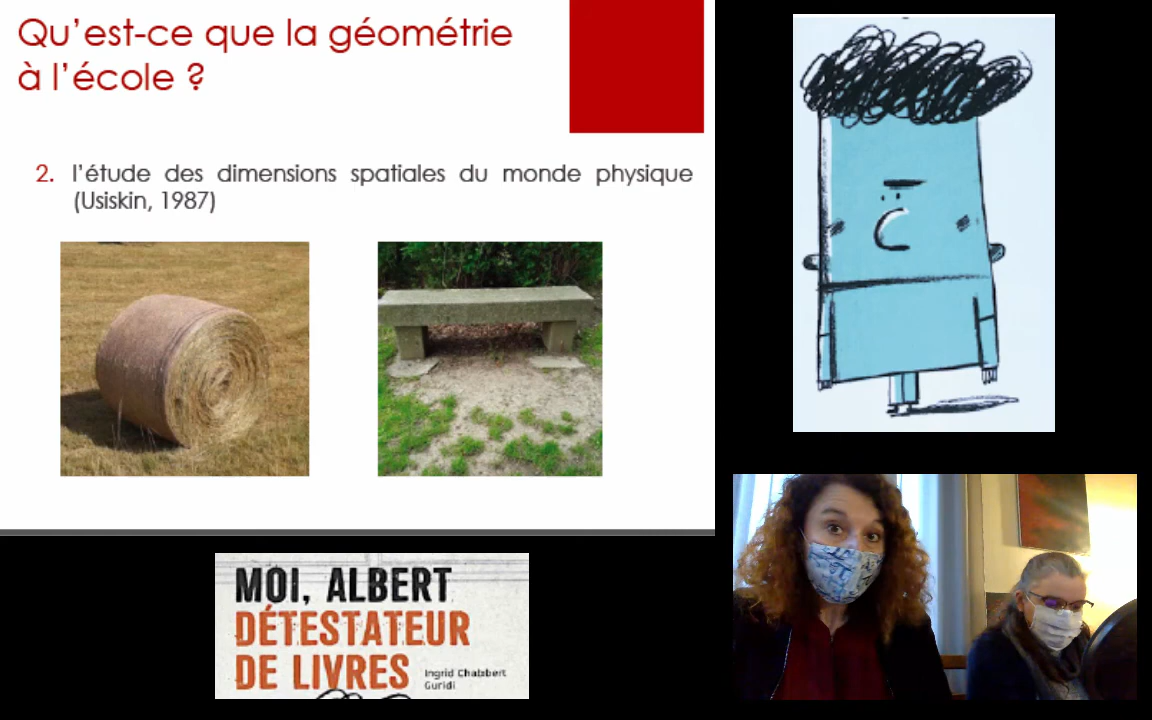 Qu’est-ce que la géométrie
à l’école ?
2. l’étude des dimensions spatiales du monde physique
(Usiskin, 1987)
MOI, ALBERT
DÉTESTATEUR
DE LIVRES
Ingrid Chabbert
Guridi